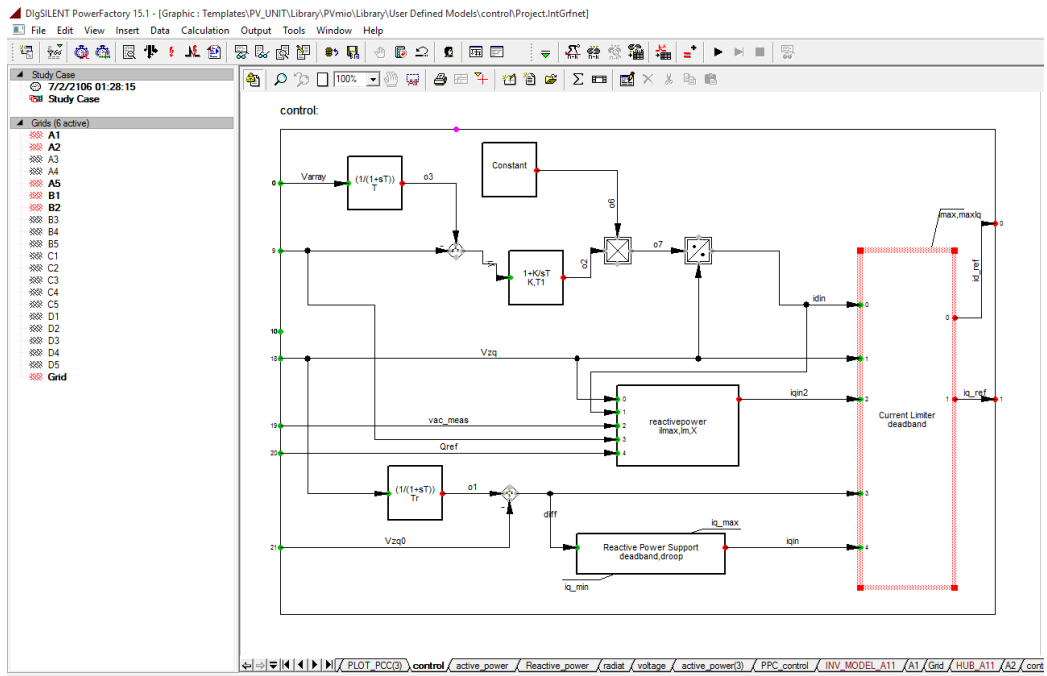 DIgSILENT PowerFactory 15.1 - [Graphic : Templates\PV_UNIT\Library\PVmio\Library\User Defined Models\control\Project.IntGrfnet]
File Edit View Insert Data Calculation Output Tools Window Help
100%
Study Case
7/2/2106 01:28:15
Study Case
Grids (6 active)
A1
A2
A3
A4
A5
B1
B2
B3
B4
B5
C1
C2
C3
C4
C5
D1
D2
D3
D4
D5
Grid
control:
0
Varray
(1/(1+sT))
T
o3
Constant
o6
imax,maxIq
0
id_ref
9
-
yi
1+K/sT
K,T1
o2
o7
idin
0
0
10
18
Vzq
1
0
1
2
3
4
reactivepower
ilmax,lm,X
iqin2
2
1
iq_ref
1
Current Limiter
deadband
19
vac_meas
20
Qref
(1/(1+sT))
Tr
o1
-
diff
3
iq_max
21
Vzq0
Reactive Power Support
deadband,droop
iqin
4
iq_min
PLOT_PCC(3) control active_power Reactive_power radiat voltage active_power(3) PPC_control INV_MODEL_A11 A1 Grid HUB_A11 A2 cont